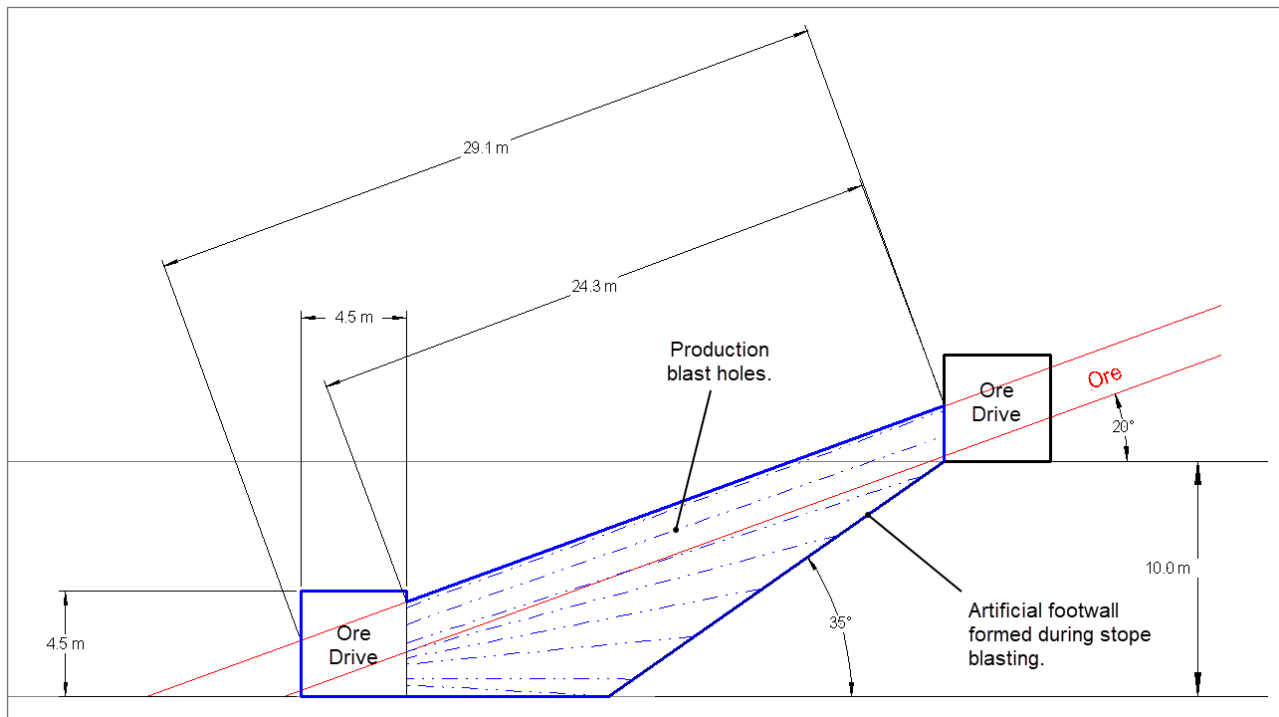 29.1 m
24.3 m
4.5 m
Production
blast holes.
Ore
Drive
Ore
20°
10.0 m
4.5 m
Ore
Drive
35°
Artificial footwall
formed during stope
blasting.